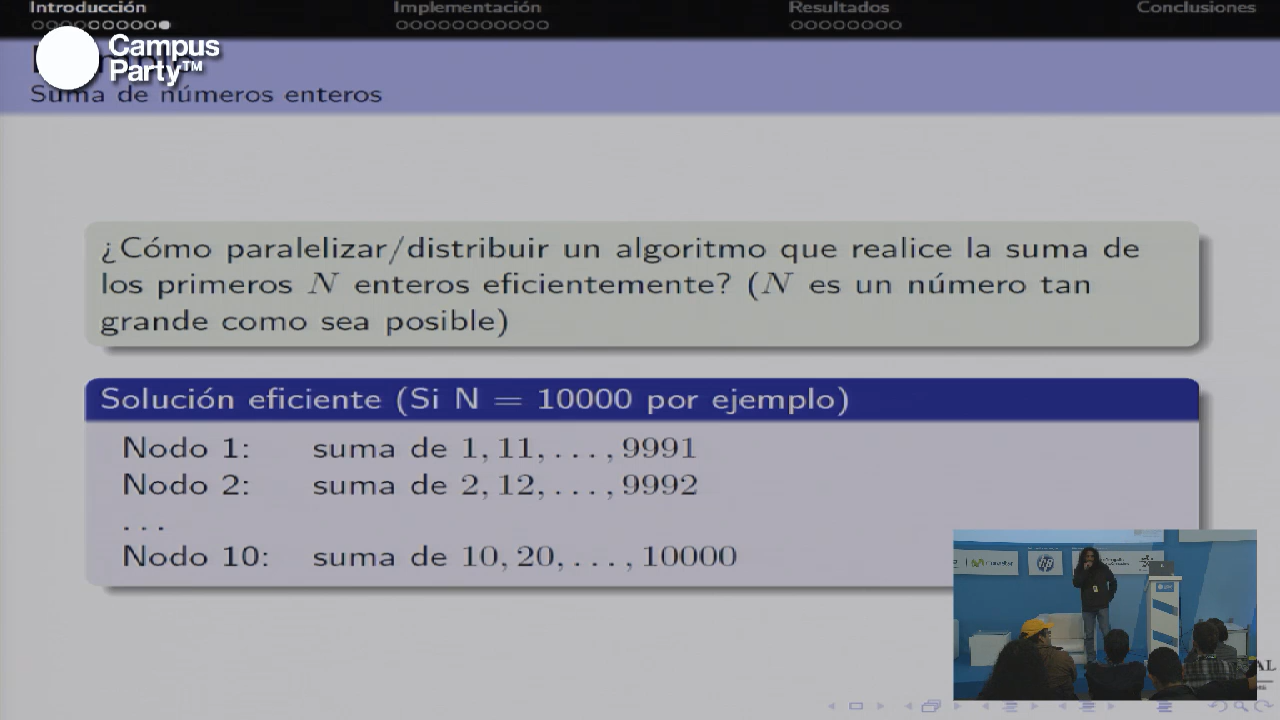 Introducción
Implementación
Resultados
Conclusiones
Campus
Party™
Suma de números enteros
¿Cómo paralelizar/distribuir un algoritmo que realice la suma de
los primeros N enteros eficientemente? (N es un número tan
grande como sea posible)
Solución eficiente (Si N = 10000 por ejemplo)
Nodo 1: suma de 1, 11, . . . , 9991
Nodo 2: suma de 2, 12, . . . , 9992
. . .
Nodo 10: suma de 10, 20, . . . , 10000
movistar
hp
AL